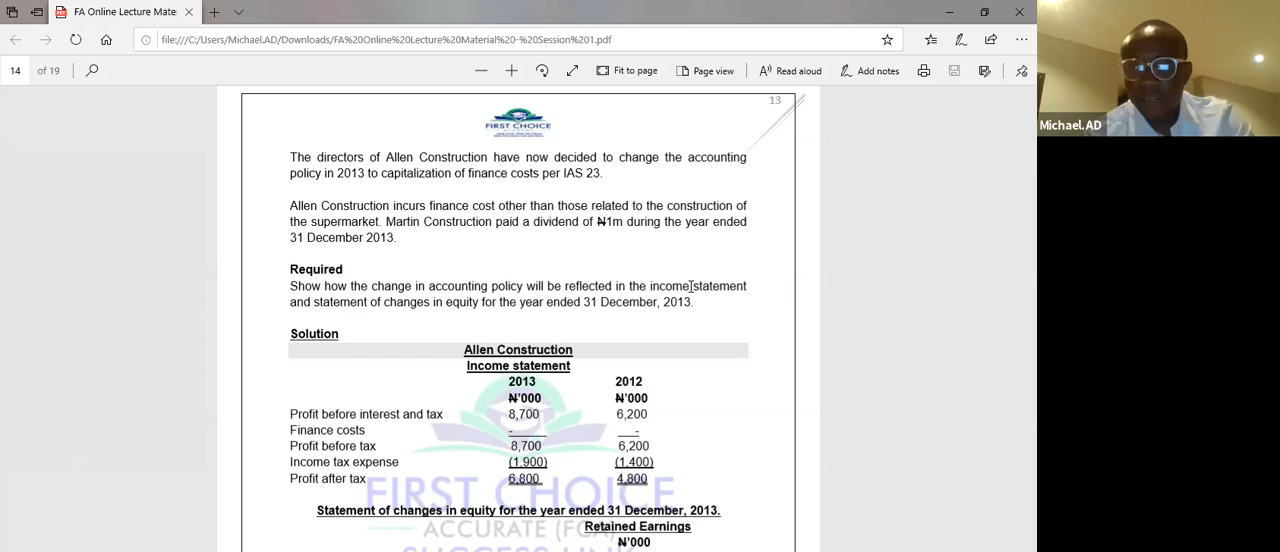 FA Online Lecture Mate
file:///C:/Users/Michael.AD/Downloads/FA%20Online%20Lecture%20Material%20-%20Session%201.pdf
14 of 19
Fit to page
Page view
Read aloud
Add notes
Michael.AD
13
FIRST CHOICE
The directors of Allen Construction have now decided to change the accounting
policy in 2013 to capitalization of finance costs per IAS 23.
Allen Construction incurs finance cost other than those related to the construction of
the supermarket. Martin Construction paid a dividend of ₦1m during the year ended
31 December 2013.
Required
Show how the change in accounting policy will be reflected in the income statement
and statement of changes in equity for the year ended 31 December, 2013.
Solution
Allen Construction
Income statement
2013 2012
₦'000 ₦'000
Profit before interest and tax 8,700 6,200
Finance costs - -
Profit before tax 8,700 6,200
Income tax expense (1,900) (1,400)
Profit after tax 6,800 4,800
FIRST CHOICE
Statement of changes in equity for the year ended 31 December, 2013.
ACCURATE (FCA)
Retained Earnings
₦'000
SUCCESS LINK